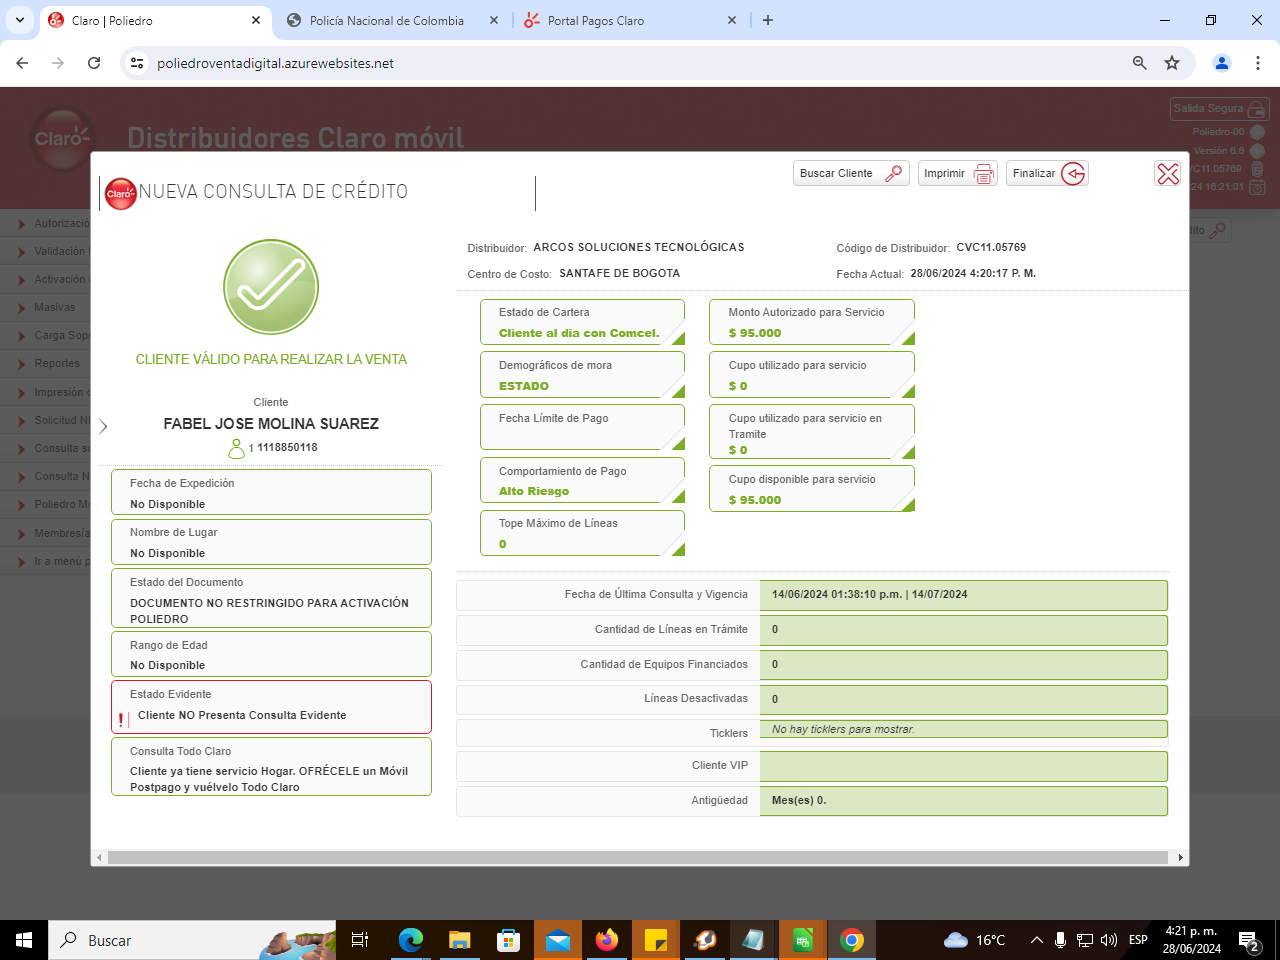 Claro | Poliedro
Policía Nacional de Colombia
Portal Pagos Claro
poliedroventadigital.azurewebsites.net
Claro
Distribuidores Claro móvil
Salida Segura
Poliedro-00
Versión 6.6
VC11.05769
24 16:21:01
Claro
NUEVA CONSULTA DE CRÉDITO
Buscar Cliente
Imprimir
Finalizar
Autorizació
Validación
Activación
Masivas
Carga Sop
Reportes
Impresión
Solicitud N
Consulta s
Consulta N
Poliedro M
Membresía
Ir a menú p
dito
CLIENTE VÁLIDO PARA REALIZAR LA VENTA
Cliente
FABEL JOSE MOLINA SUAREZ
1 1118850118
Fecha de Expedición
No Disponible
Nombre de Lugar
No Disponible
Estado del Documento
DOCUMENTO NO RESTRINGIDO PARA ACTIVACIÓN
POLIEDRO
Rango de Edad
No Disponible
Estado Evidente
Cliente NO Presenta Consulta Evidente
Consulta Todo Claro
Cliente ya tiene servicio Hogar. OFRÉCELE un Móvil
Postpago y vuélvelo Todo Claro
Distribuidor: ARCOS SOLUCIONES TECNOLÓGICAS
Código de Distribuidor: CVC11.05769
Centro de Costo: SANTAFE DE BOGOTA
Fecha Actual: 28/06/2024 4:20:17 P. M.
Estado de Cartera
Cliente al dia con Comcel.
Demográficos de mora
ESTADO
Fecha Límite de Pago
Comportamiento de Pago
Alto Riesgo
Tope Máximo de Líneas
0
Monto Autorizado para Servicio
$ 95.000
Cupo utilizado para servicio
$ 0
Cupo utilizado para servicio en
Tramite
$ 0
Cupo disponible para servicio
$ 95.000
Fecha de Última Consulta y Vigencia
14/06/2024 01:38:10 p.m. | 14/07/2024
Cantidad de Líneas en Trámite
0
Cantidad de Equipos Financiados
0
Líneas Desactivadas
0
Ticklers
No hay ticklers para mostrar.
Cliente VIP
Antigüedad
Mes(es) 0.
Buscar
16°C
ESP
4:21 p. m.
28/06/2024
2